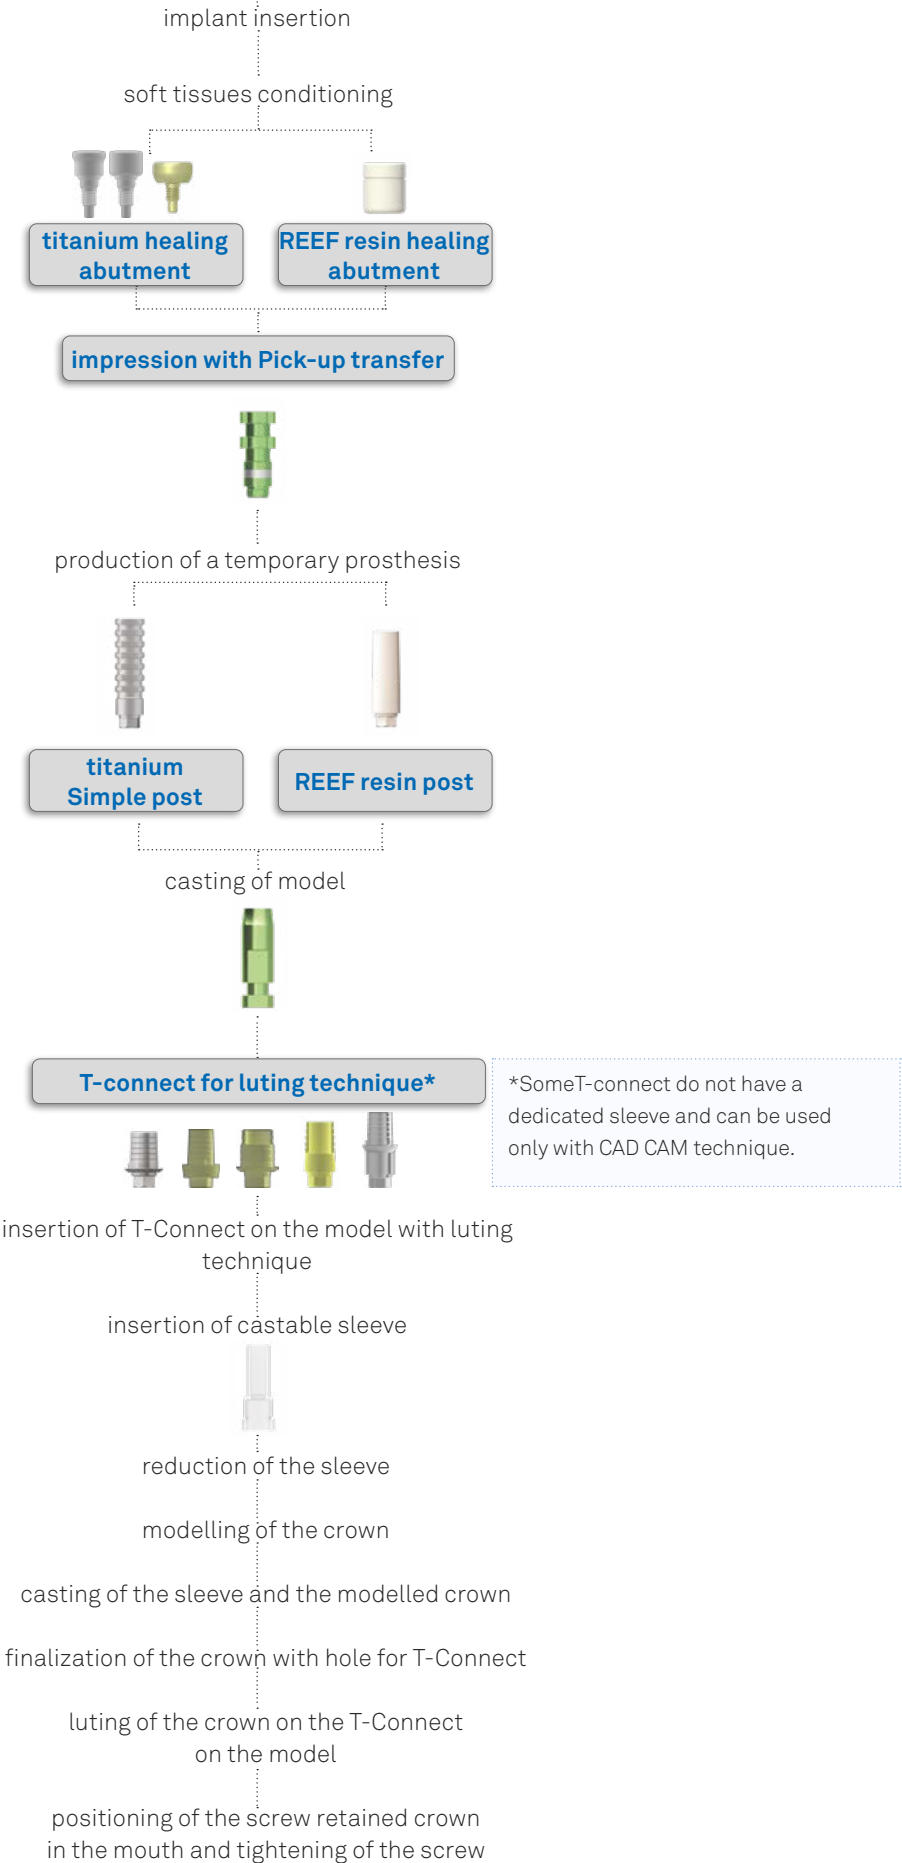 implant insertion
soft tissues conditioning
titanium healing
abutment
REEF resin healing
abutment
impression with Pick-up transfer
production of a temporary prosthesis
titanium
Simple post
REEF resin post
casting of model
T-connect for luting technique*
*SomeT-connect do not have a
dedicated sleeve and can be used
only with CAD CAM technique.
insertion of T-Connect on the model with luting
technique
insertion of castable sleeve
reduction of the sleeve
modelling of the crown
casting of the sleeve and the modelled crown
finalization of the crown with hole for T-Connect
luting of the crown on the T-Connect
on the model
positioning of the screw retained crown
in the mouth and tightening of the screw